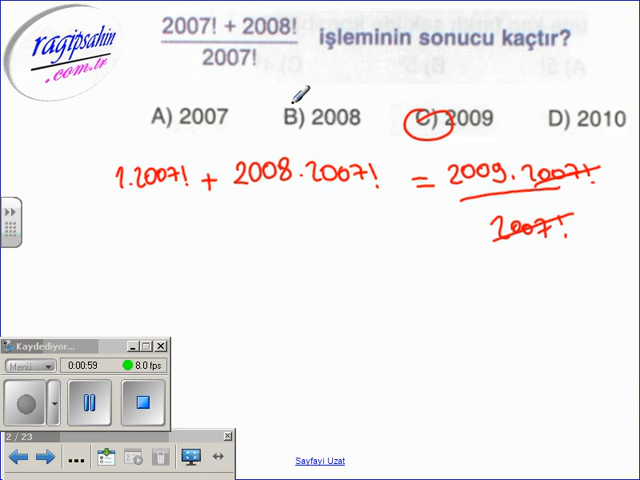 ragipsahin
.com.tr
2007! + 2008!
2007!
işleminin sonucu kaçtır?
A) 2007 B) 2008 C) 2009 D) 2010
1.2007! + 2008.2007! = 2009.2007!
2007!
Kaydediyor...
Menü 0:00:59 8.0 fps
2 / 23
...
Sayfayi Uzat